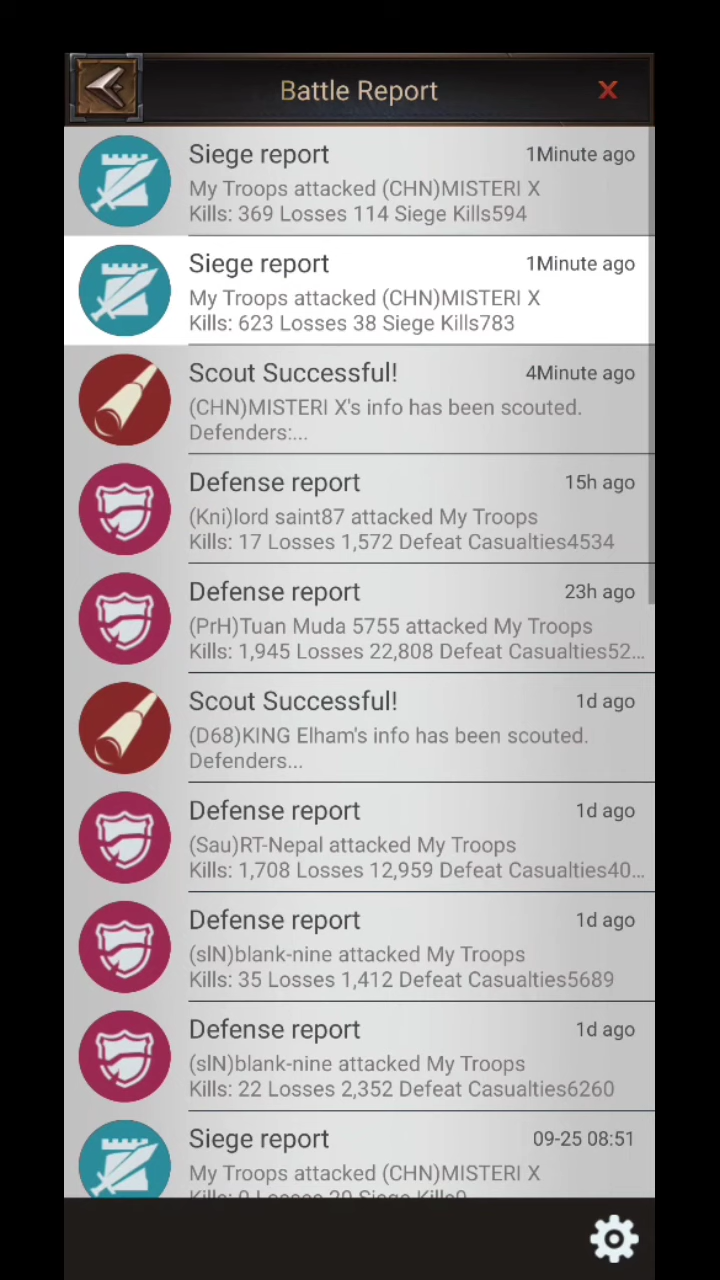 Battle Report
X
Siege report 1Minute ago
My Troops attacked (CHN)MISTERI X
Kills: 369 Losses 114 Siege Kills594
Siege report 1Minute ago
My Troops attacked (CHN)MISTERI X
Kills: 623 Losses 38 Siege Kills783
Scout Successful! 4Minute ago
(CHN)MISTERI X's info has been scouted.
Defenders:...
Defense report 15h ago
(Kni)lord saint87 attacked My Troops
Kills: 17 Losses 1,572 Defeat Casualties4534
Defense report 23h ago
(PrH)Tuan Muda 5755 attacked My Troops
Kills: 1,945 Losses 22,808 Defeat Casualties52...
Scout Successful! 1d ago
(D68)KING Elham's info has been scouted.
Defenders...
Defense report 1d ago
(Sau)RT-Nepal attacked My Troops
Kills: 1,708 Losses 12,959 Defeat Casualties40...
Defense report 1d ago
(slN)blank-nine attacked My Troops
Kills: 35 Losses 1,412 Defeat Casualties5689
Defense report 1d ago
(slN)blank-nine attacked My Troops
Kills: 22 Losses 2,352 Defeat Casualties6260
Siege report 09-25 08:51
My Troops attacked (CHN)MISTERI X
Kills: 0 Losses 20 Siege Kills0